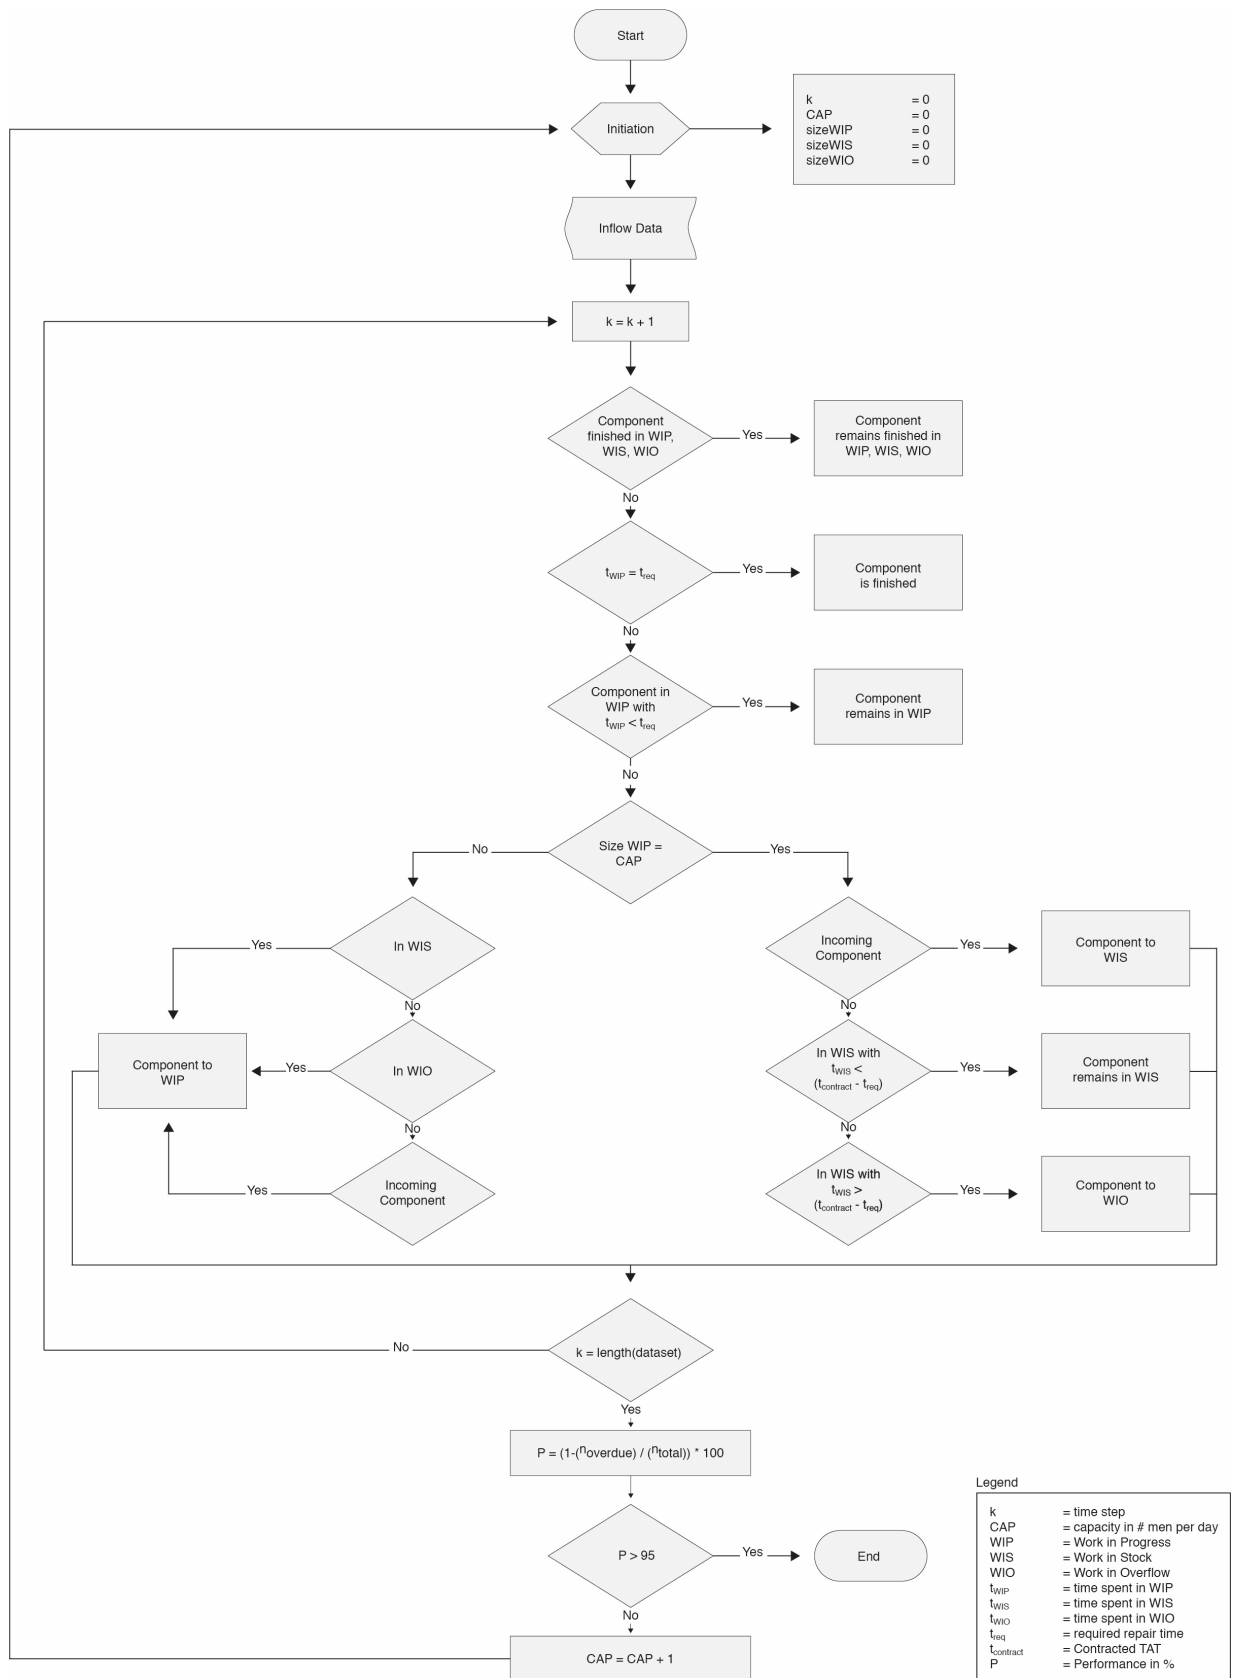 Start
Initiation
k = 0
CAP = 0
sizeWIP = 0
sizeWIS = 0
sizeWIO = 0
Inflow Data
k = k + 1
Component
finished in WIP,
WIS, WIO
Yes
Component
remains finished in
WIP, WIS, WIO
No
tWIP = treq
Yes
Component
is finished
No
Component in
WIP with
tWIP < treq
Yes
Component
remains in WIP
No
Size WIP =
CAP
No
Yes
In WIS
Yes
No
Incoming
Component
Yes
Component to
WIS
No
Component to
WIP
Yes
In WIO
No
In WIS with
tWIS <
(tcontract - treq)
Yes
Component
remains in WIS
No
Incoming
Component
Yes
In WIS with
tWIS >
(tcontract - treq)
Yes
Component to
WIO
k = length(dataset)
No
Yes
P = (1-(noverdue) / (ntotal)) * 100
P > 95
Yes
End
No
CAP = CAP + 1
Legend
k = time step
CAP = capacity in # men per day
WIP = Work in Progress
WIS = Work in Stock
WIO = Work in Overflow
tWIP = time spent in WIP
tWIS = time spent in WIS
tWIO = time spent in WIO
treq = required repair time
tcontract = Contracted TAT
P = Performance in %